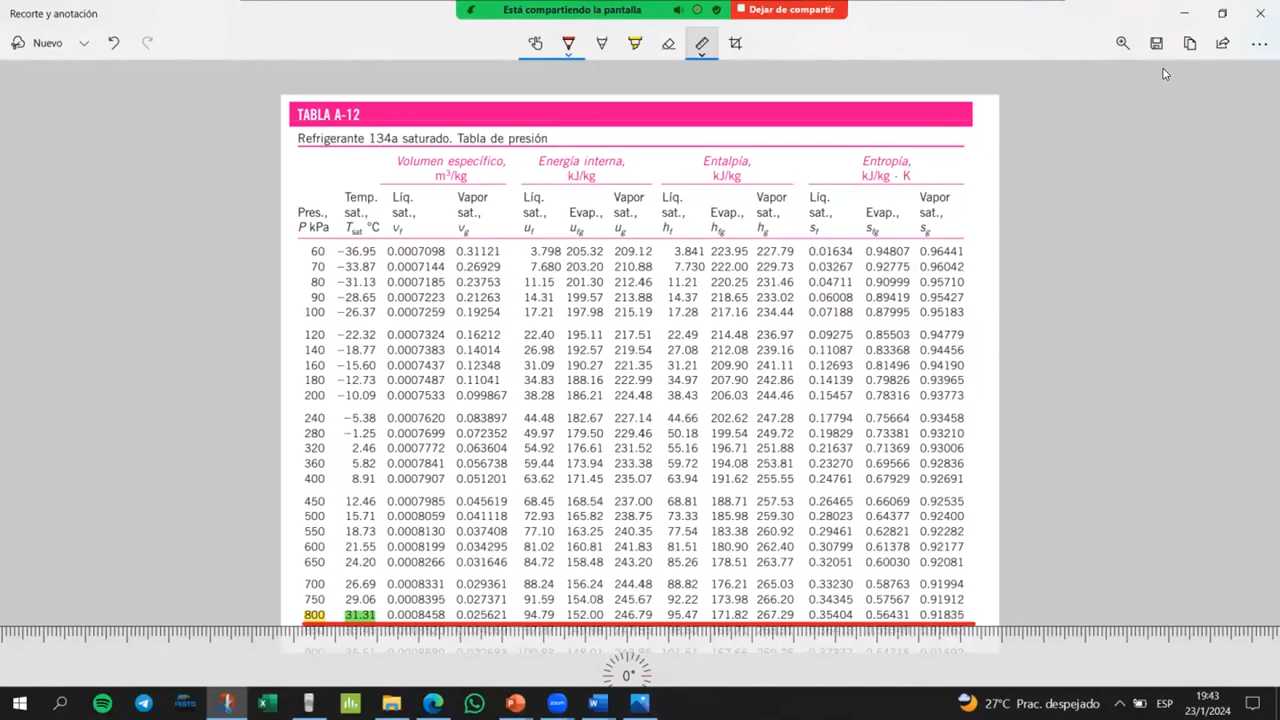 Recorte y anotación
Está compartiendo la pantalla
Dejar de compartir
Nuevo
TABLA A-12
Refrigerante 134a saturado. Tabla de presión
Volumen específico, Energía interna, Entalpía, Entropía,
m³/kg kJ/kg kJ/kg kJ/kg · K
Temp. Líq. Vapor Líq. Vapor Líq. Vapor Líq. Vapor
Pres., sat., sat., sat., sat., Evap., sat., sat., Evap., sat., sat., Evap., sat.,
P kPa Tsat °C vf vg uf ufg ug hf hfg hg sf sfg sg
60 −36.95 0.0007098 0.31121 3.798 205.32 209.12 3.841 223.95 227.79 0.01634 0.94807 0.96441
70 −33.87 0.0007144 0.26929 7.680 203.20 210.88 7.730 222.00 229.73 0.03267 0.92775 0.96042
80 −31.13 0.0007185 0.23753 11.15 201.30 212.46 11.21 220.25 231.46 0.04711 0.90999 0.95710
90 −28.65 0.0007223 0.21263 14.31 199.57 213.88 14.37 218.65 233.02 0.06008 0.89419 0.95427
100 −26.37 0.0007259 0.19254 17.21 197.98 215.19 17.28 217.16 234.44 0.07188 0.87995 0.95183
120 −22.32 0.0007324 0.16212 22.40 195.11 217.51 22.49 214.48 236.97 0.09275 0.85503 0.94779
140 −18.77 0.0007383 0.14014 26.98 192.57 219.54 27.08 212.08 239.16 0.11087 0.83368 0.94456
160 −15.60 0.0007437 0.12348 31.09 190.27 221.35 31.21 209.90 241.11 0.12693 0.81496 0.94190
180 −12.73 0.0007487 0.11041 34.83 188.16 222.99 34.97 207.90 242.86 0.14139 0.79826 0.93965
200 −10.09 0.0007533 0.099867 38.28 186.21 224.48 38.43 206.03 244.46 0.15457 0.78316 0.93773
240 −5.38 0.0007620 0.083897 44.48 182.67 227.14 44.66 202.62 247.28 0.17794 0.75664 0.93458
280 −1.25 0.0007699 0.072352 49.97 179.50 229.46 50.18 199.54 249.72 0.19829 0.73381 0.93210
320 2.46 0.0007772 0.063604 54.92 176.61 231.52 55.16 196.71 251.88 0.21637 0.71369 0.93006
360 5.82 0.0007841 0.056738 59.44 173.94 233.38 59.72 194.08 253.81 0.23270 0.69566 0.92836
400 8.91 0.0007907 0.051201 63.62 171.45 235.07 63.94 191.62 255.55 0.24761 0.67929 0.92691
450 12.46 0.0007985 0.045619 68.45 168.54 237.00 68.81 188.71 257.53 0.26465 0.66069 0.92535
500 15.71 0.0008059 0.041118 72.93 165.82 238.75 73.33 185.98 259.30 0.28023 0.64377 0.92400
550 18.73 0.0008130 0.037408 77.10 163.25 240.35 77.54 183.38 260.92 0.29461 0.62821 0.92282
600 21.55 0.0008199 0.034295 81.02 160.81 241.83 81.51 180.90 262.40 0.30799 0.61378 0.92177
650 24.20 0.0008266 0.031646 84.72 158.48 243.20 85.26 178.51 263.77 0.32051 0.60030 0.92081
700 26.69 0.0008331 0.029361 88.24 156.24 244.48 88.82 176.21 265.03 0.33230 0.58763 0.91994
750 29.06 0.0008395 0.027371 91.59 154.08 245.67 92.22 173.98 266.20 0.34345 0.57567 0.91912
800 31.31 0.0008458 0.025621 94.79 152.00 246.79 95.47 171.82 267.29 0.35404 0.56431 0.91835
0°
FESTO
zoom
27°C Prac. despejado
ESP
19:43
23/1/2024